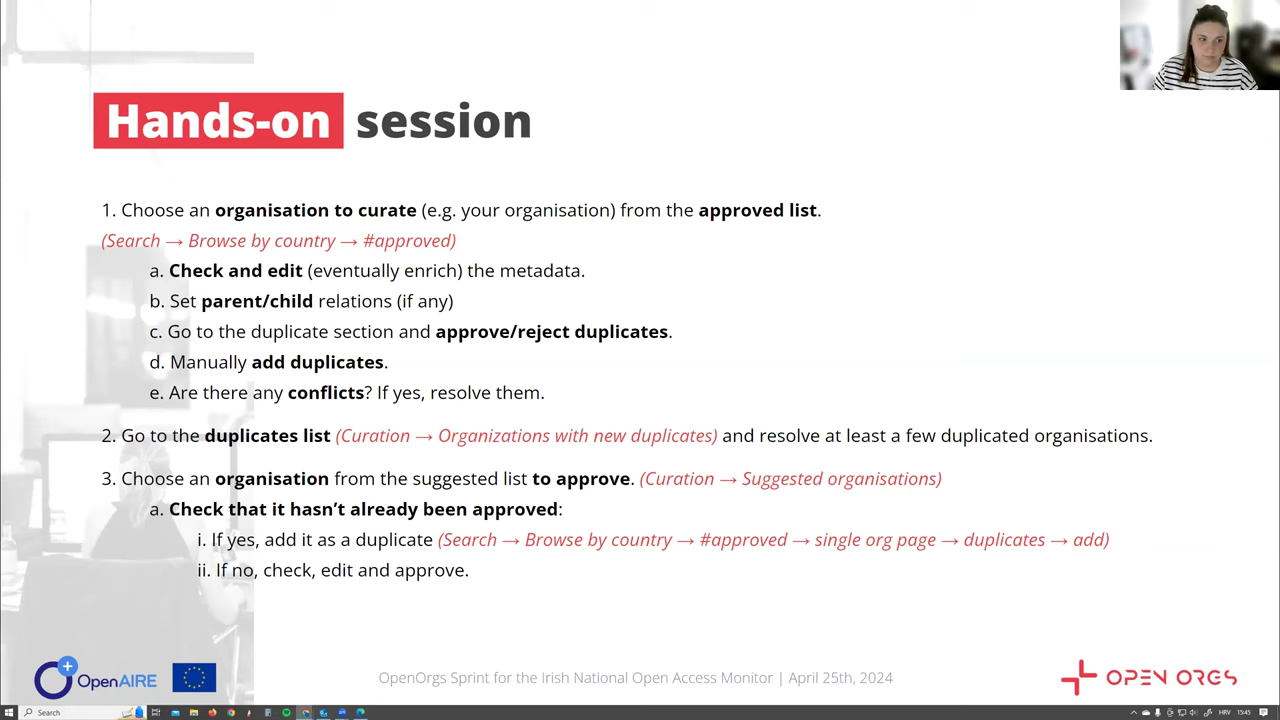 Hands-on session
1. Choose an organisation to curate (e.g. your organisation) from the approved list.
(Search → Browse by country → #approved)
a. Check and edit (eventually enrich) the metadata.
b. Set parent/child relations (if any)
c. Go to the duplicate section and approve/reject duplicates.
d. Manually add duplicates.
e. Are there any conflicts? If yes, resolve them.
2. Go to the duplicates list (Curation → Organizations with new duplicates) and resolve at least a few duplicated organisations.
3. Choose an organisation from the suggested list to approve. (Curation → Suggested organisations)
a. Check that it hasn't already been approved:
i. If yes, add it as a duplicate (Search → Browse by country → #approved → single org page → duplicates → add)
ii. If no, check, edit and approve.
OpenAIRE
OpenOrgs Sprint for the Irish National Open Access Monitor | April 25th, 2024
OPEN ORGS
Search
HRV
15:45